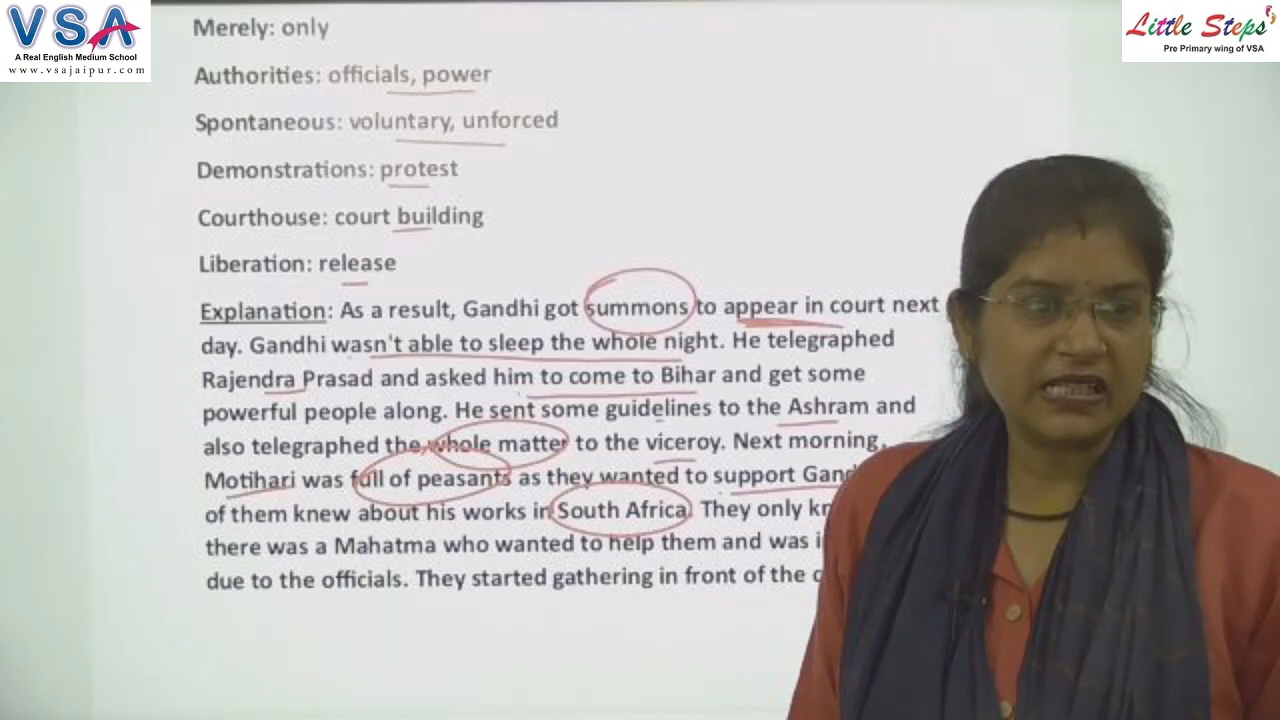 VSA
A Real English Medium School
www.vsajaipur.com
Little Steps
Pre Primary wing of VSA
Merely: only
Authorities: officials, power
Spontaneous: voluntary, unforced
Demonstrations: protest
Courthouse: court building
Liberation: release
Explanation: As a result, Gandhi got summons to appear in court next
day. Gandhi wasn't able to sleep the whole night. He telegraphed
Rajendra Prasad and asked him to come to Bihar and get some
powerful people along. He sent some guidelines to the Ashram and
also telegraphed the whole matter to the viceroy. Next morning,
Motihari was full of peasants as they wanted to support
of them knew about his works in South Africa. They only
there was a Mahatma who wanted to help them and was
due to the officials. They started gathering in front of the